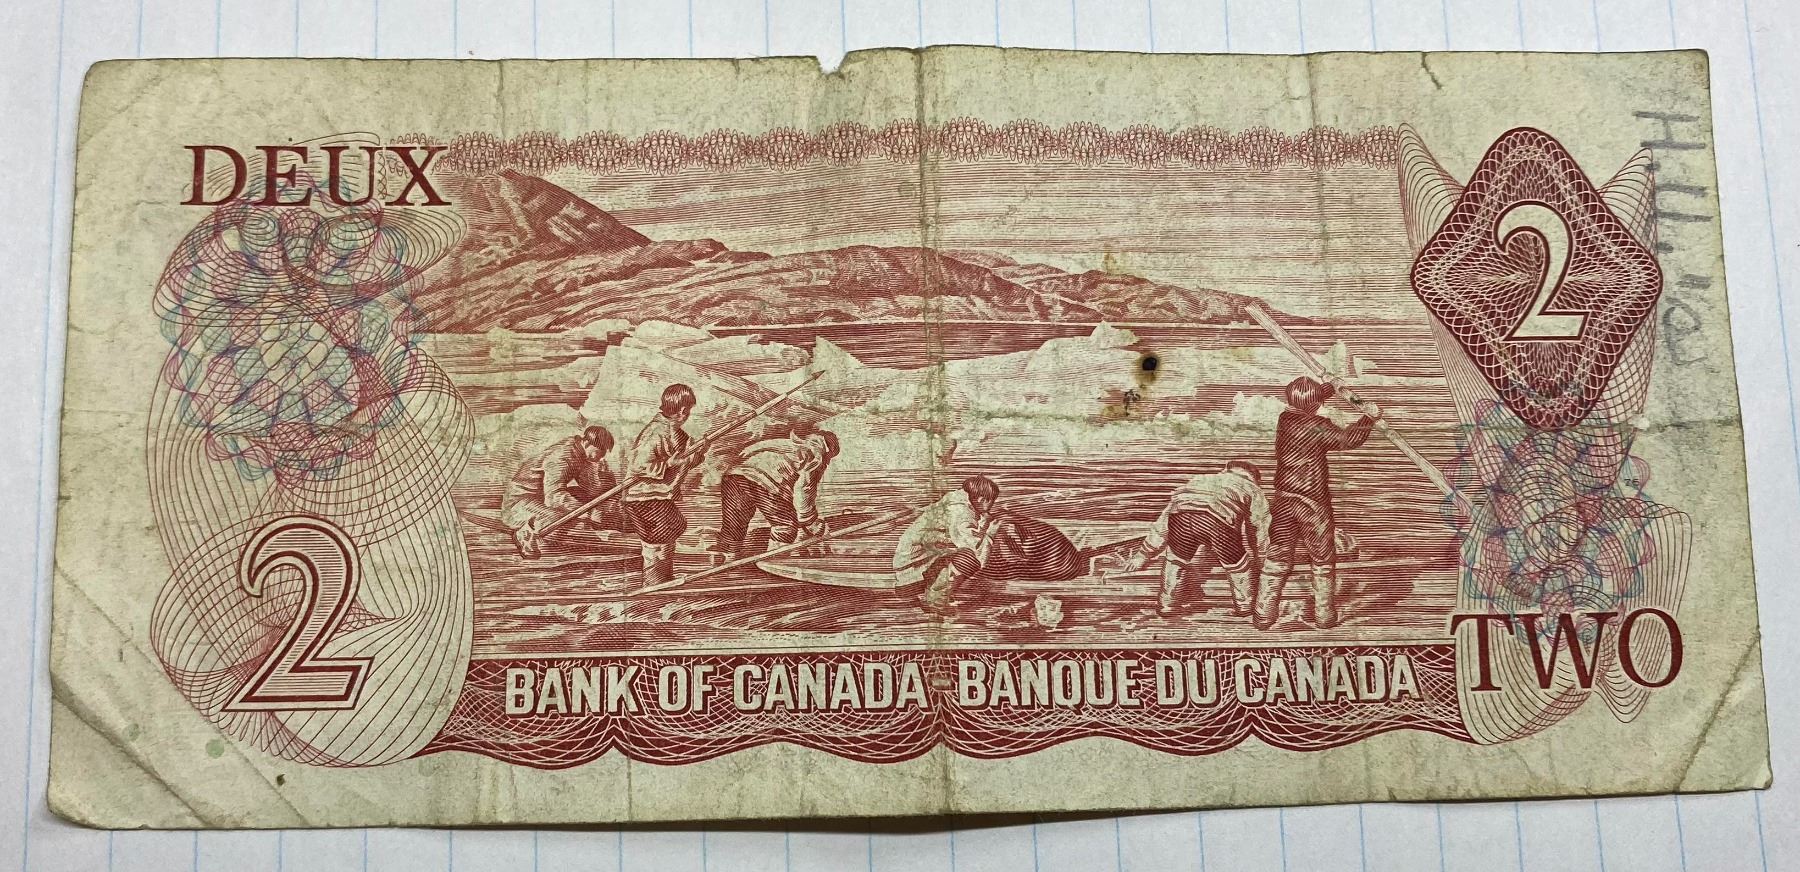 DEUX
2
2
BANK OF CANADA - BANQUE DU CANADA
TWO